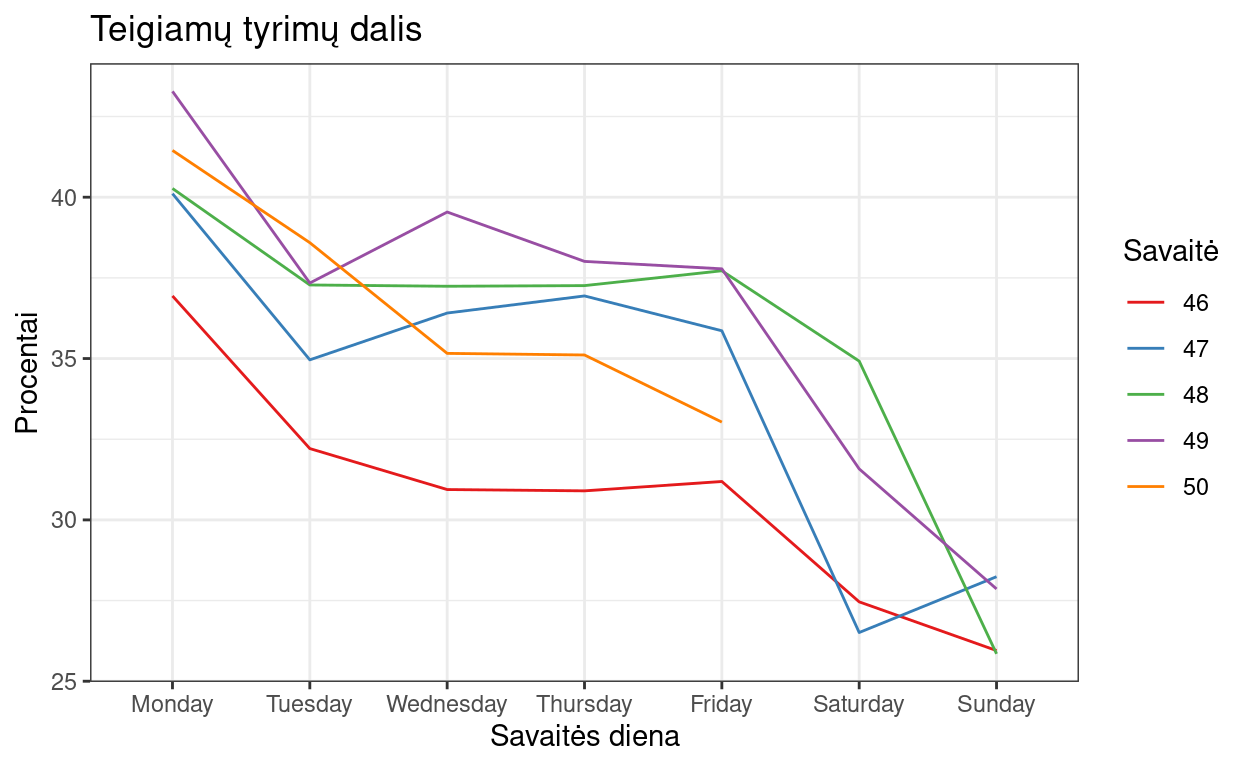 Teigiamų tyrimų dalis
Procentai
40
35
30
25
Monday Tuesday Wednesday Thursday Friday Saturday Sunday
Savaitės diena
Savaitė
46
47
48
49
50